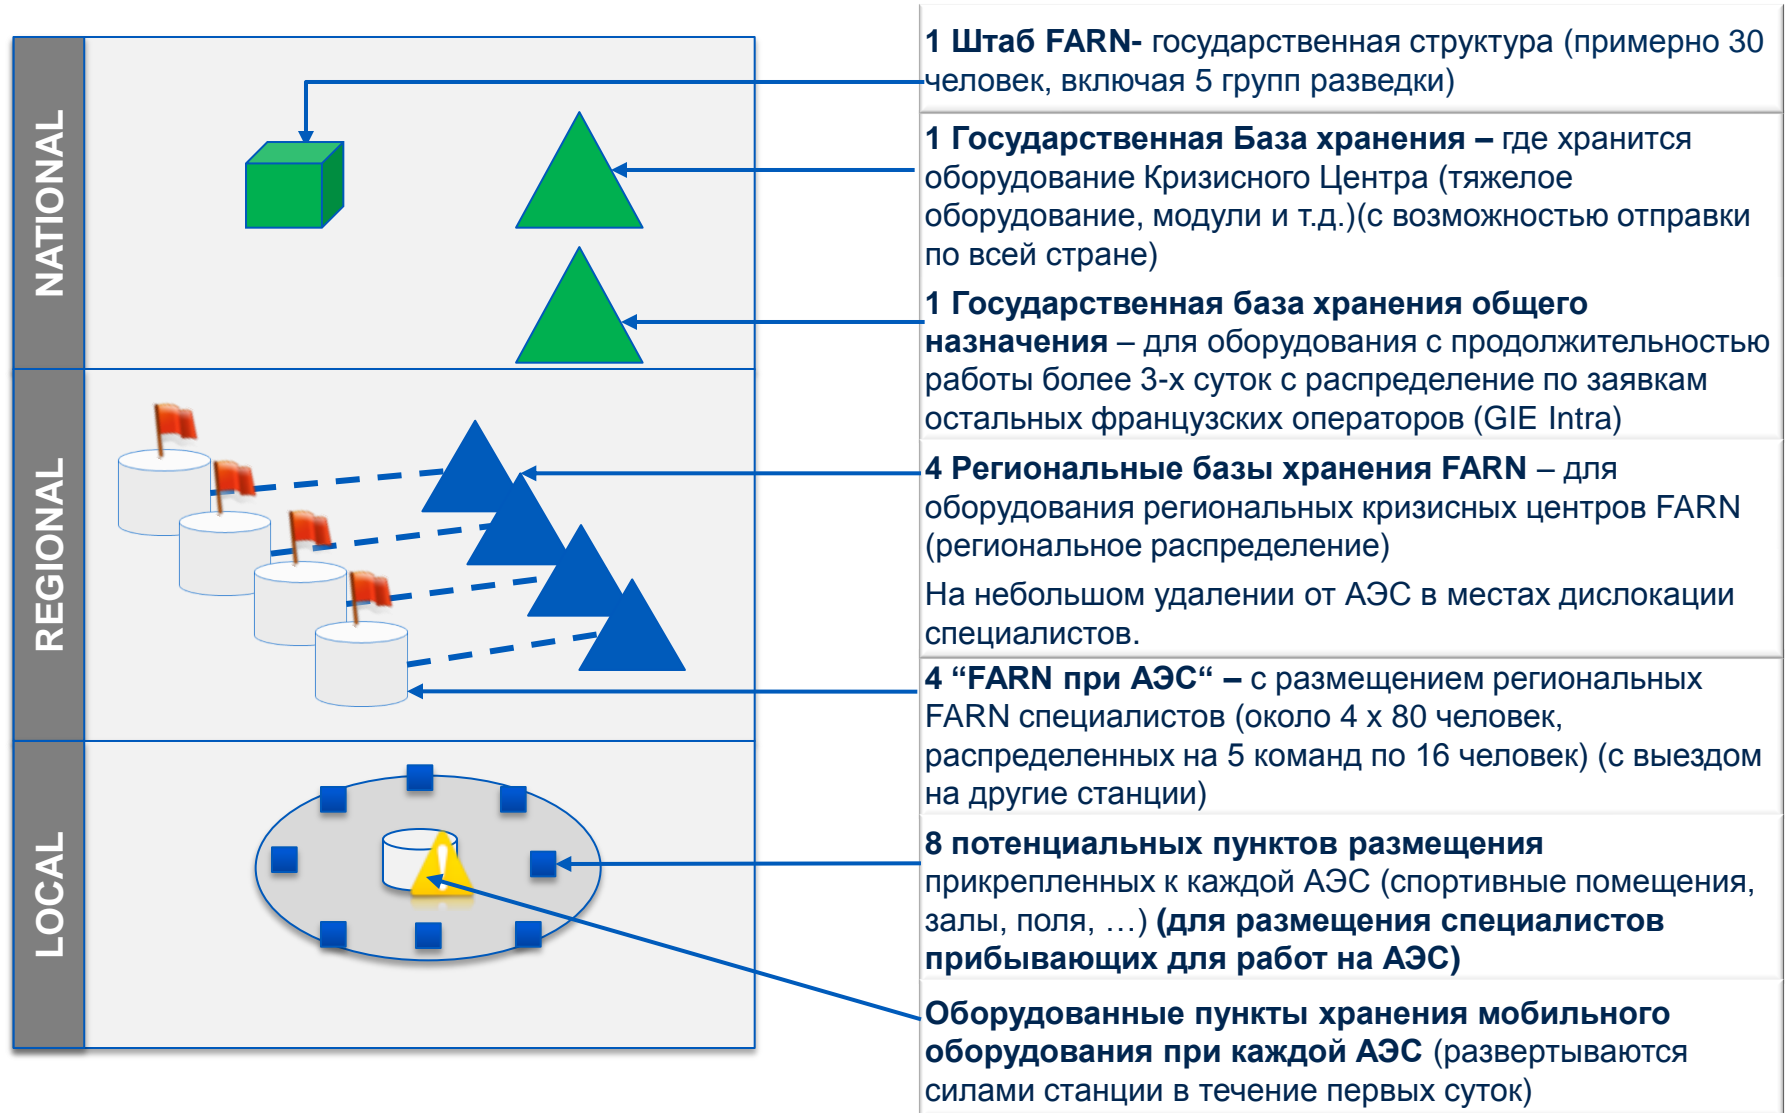 NATIONAL
REGIONAL
LOCAL
1 Штаб FARN- государственная структура (примерно 30
человек, включая 5 групп разведки)
1 Государственная База хранения – где хранится
оборудование Кризисного Центра (тяжелое
оборудование, модули и т.д.)(с возможностью отправки
по всей стране)
1 Государственная база хранения общего
назначения – для оборудования с продолжительностью
работы более 3-х суток с распределение по заявкам
остальных французских операторов (GIE Intra)
4 Региональные базы хранения FARN – для
оборудования региональных кризисных центров FARN
(региональное распределение)
На небольшом удалении от АЭС в местах дислокации
специалистов.
4 “FARN при АЭС“ – с размещением региональных
FARN специалистов (около 4 x 80 человек,
распределенных на 5 команд по 16 человек) (с выездом
на другие станции)
8 потенциальных пунктов размещения
прикрепленных к каждой АЭС (спортивные помещения,
залы, поля, …) (для размещения специалистов
прибывающих для работ на АЭС)
Оборудованные пункты хранения мобильного
оборудования при каждой АЭС (развертываются
силами станции в течение первых суток)